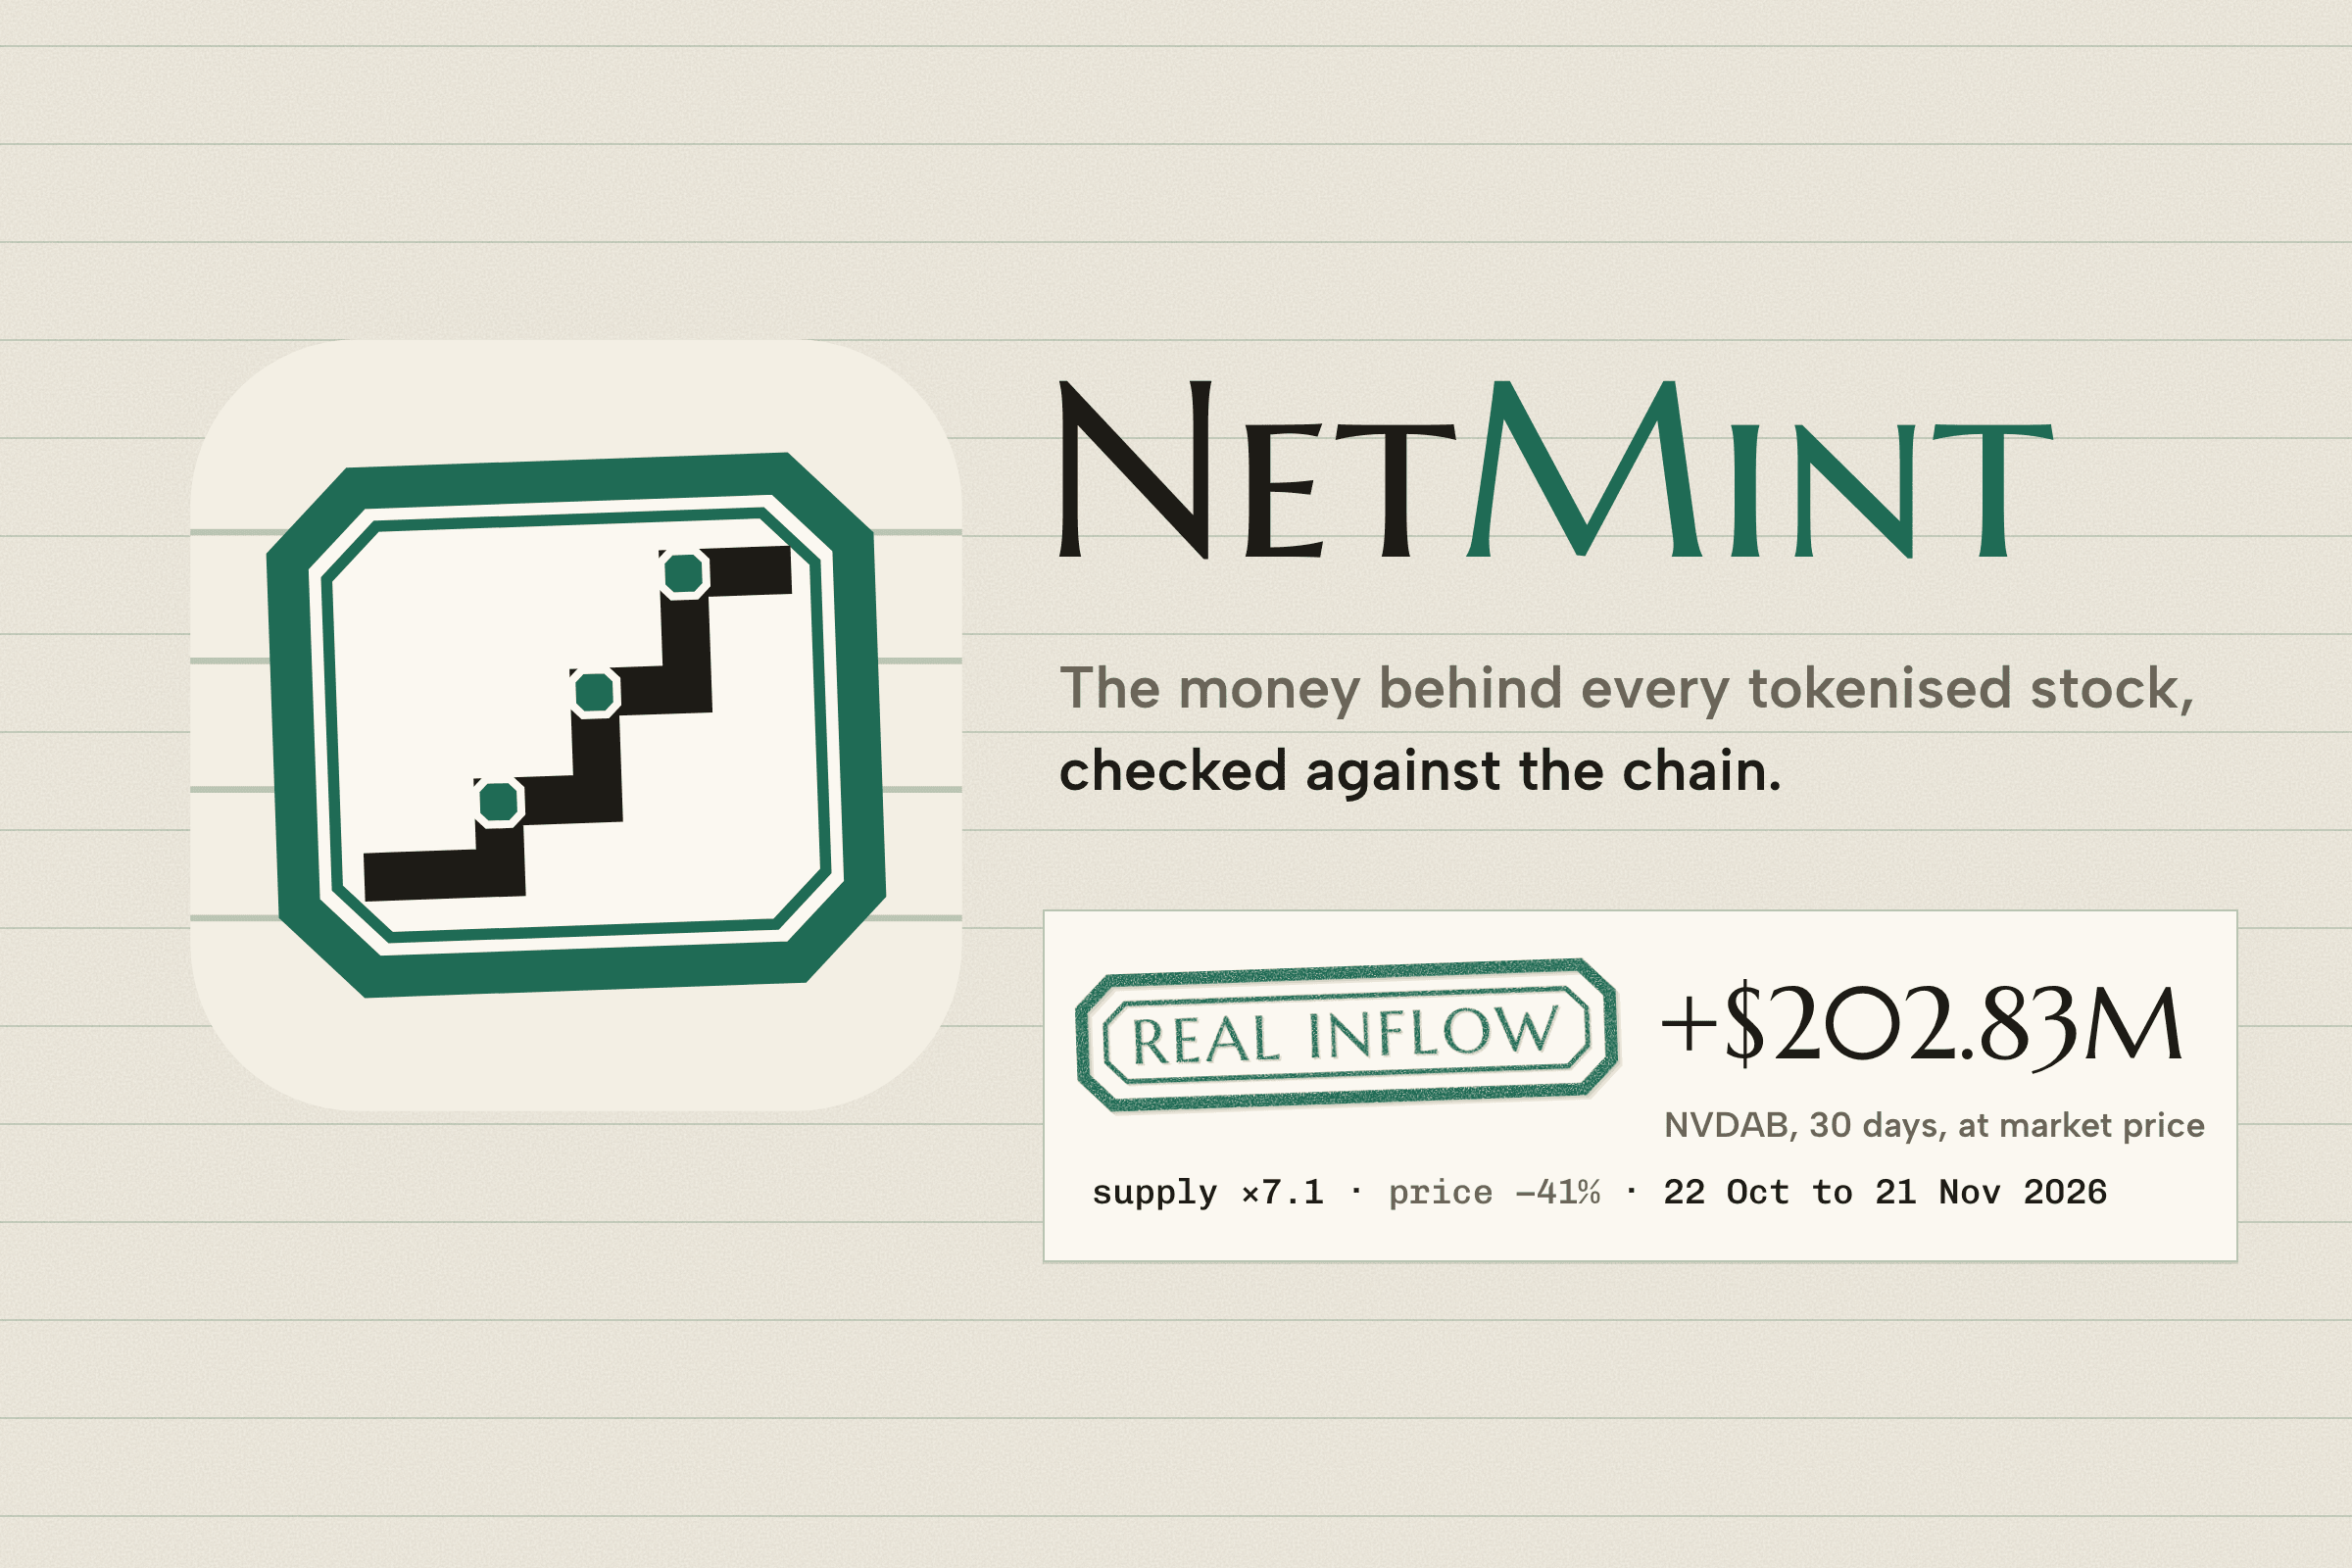 NetMint
The money behind every tokenised stock,
checked against the chain.
REAL INFLOW
+$202.83M
NVDAB, 30 days, at market price
supply ×7.1 · price −41% · 22 Oct to 21 Nov 2026